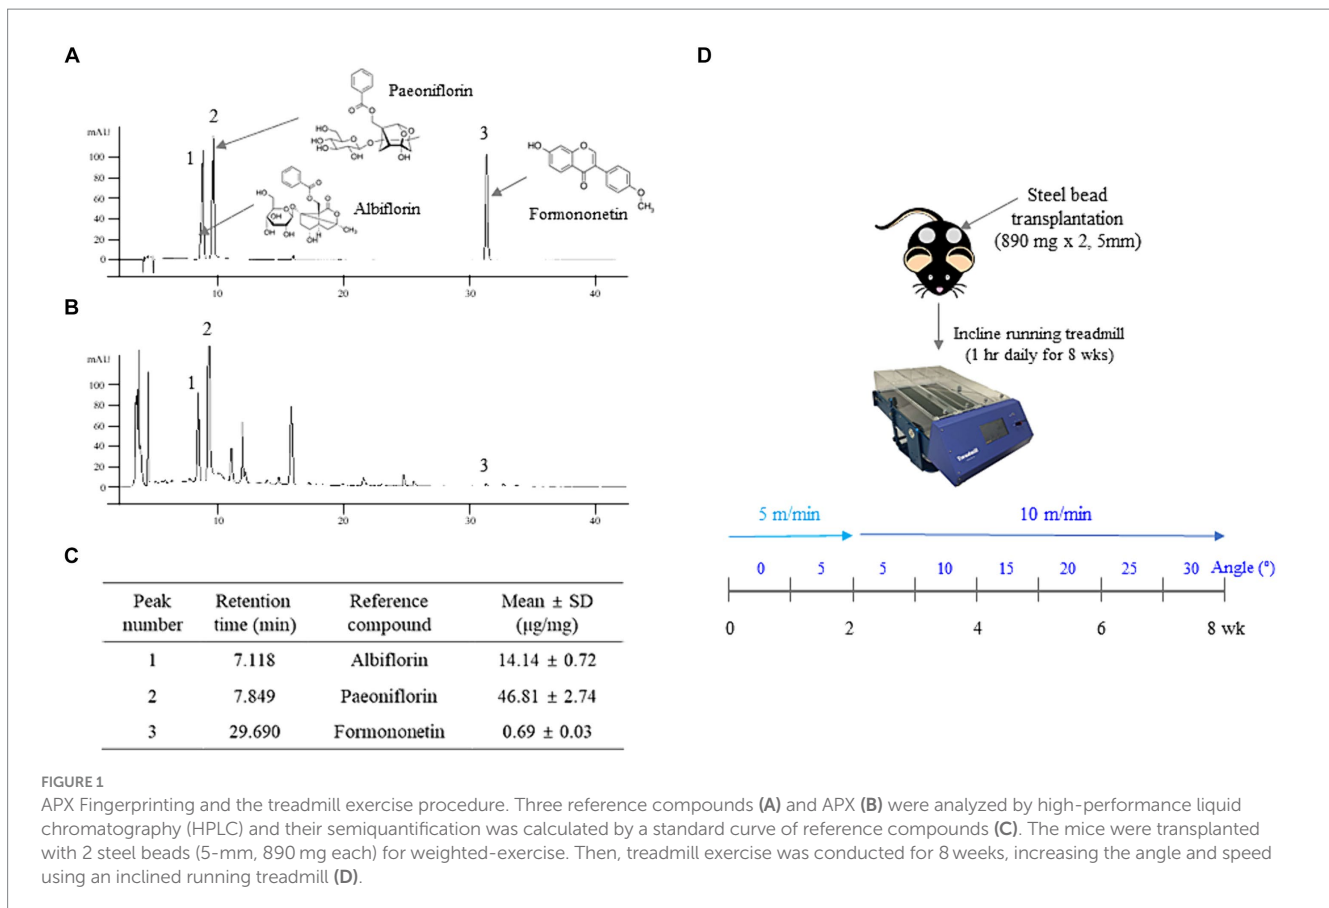 A
Paeoniflorin
2
1
3
mAU
100
80
60
40
20
0
Albiflorin
Formononetin
HO
O
OH
CH₃
10
20
30
40
B
2
1
3
mAU
100
80
60
40
20
0
10
20
30
40
C
Peak number
Retention time (min)
Reference compound
Mean ± SD (μg/mg)
1 7.118 Albiflorin 14.14 ± 0.72
2 7.849 Paeoniflorin 46.81 ± 2.74
3 29.690 Formononetin 0.69 ± 0.03
D
Steel bead
transplantation
(890 mg x 2, 5mm)
Incline running treadmill
(1 hr daily for 8 wks)
Treadmill
5 m/min 10 m/min
0 5 5 10 15 20 25 30 Angle (°)
0 2 4 6 8 wk
FIGURE 1
APX Fingerprinting and the treadmill exercise procedure. Three reference compounds (A) and APX (B) were analyzed by high-performance liquid
chromatography (HPLC) and their semiquantification was calculated by a standard curve of reference compounds (C). The mice were transplanted
with 2 steel beads (5-mm, 890 mg each) for weighted-exercise. Then, treadmill exercise was conducted for 8 weeks, increasing the angle and speed
using an inclined running treadmill (D).